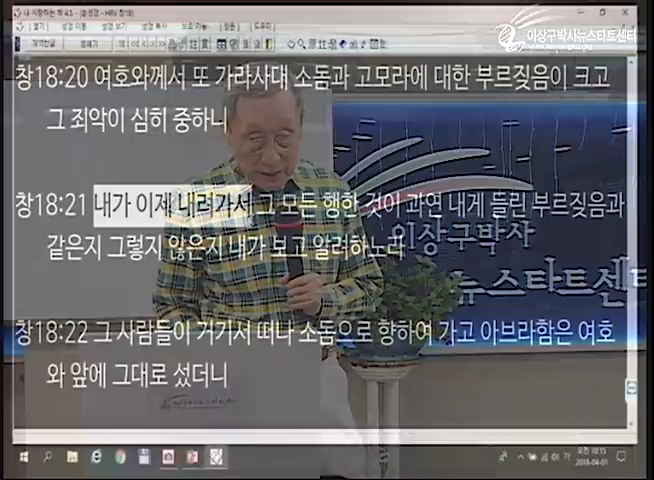 이상구박사뉴스타트센터
창18:20 여호와께서 또 가라사대 소돔과 고모라에 대한 부르짖음이 크고
그 죄악이 심히 중하니
창18:21 내가 이제 내려가서 그 모든 행한 것이 과연 내게 들린 부르짖음과
같은지 그렇지 않은지 내가 보고 알려하노라
이상구박사
뉴스타트센터
창18:22 그 사람들이 거기서 떠나 소돔으로 향하여 가고 아브라함은 여호
와 앞에 그대로 섰더니
오전 10:15
2018-04-01